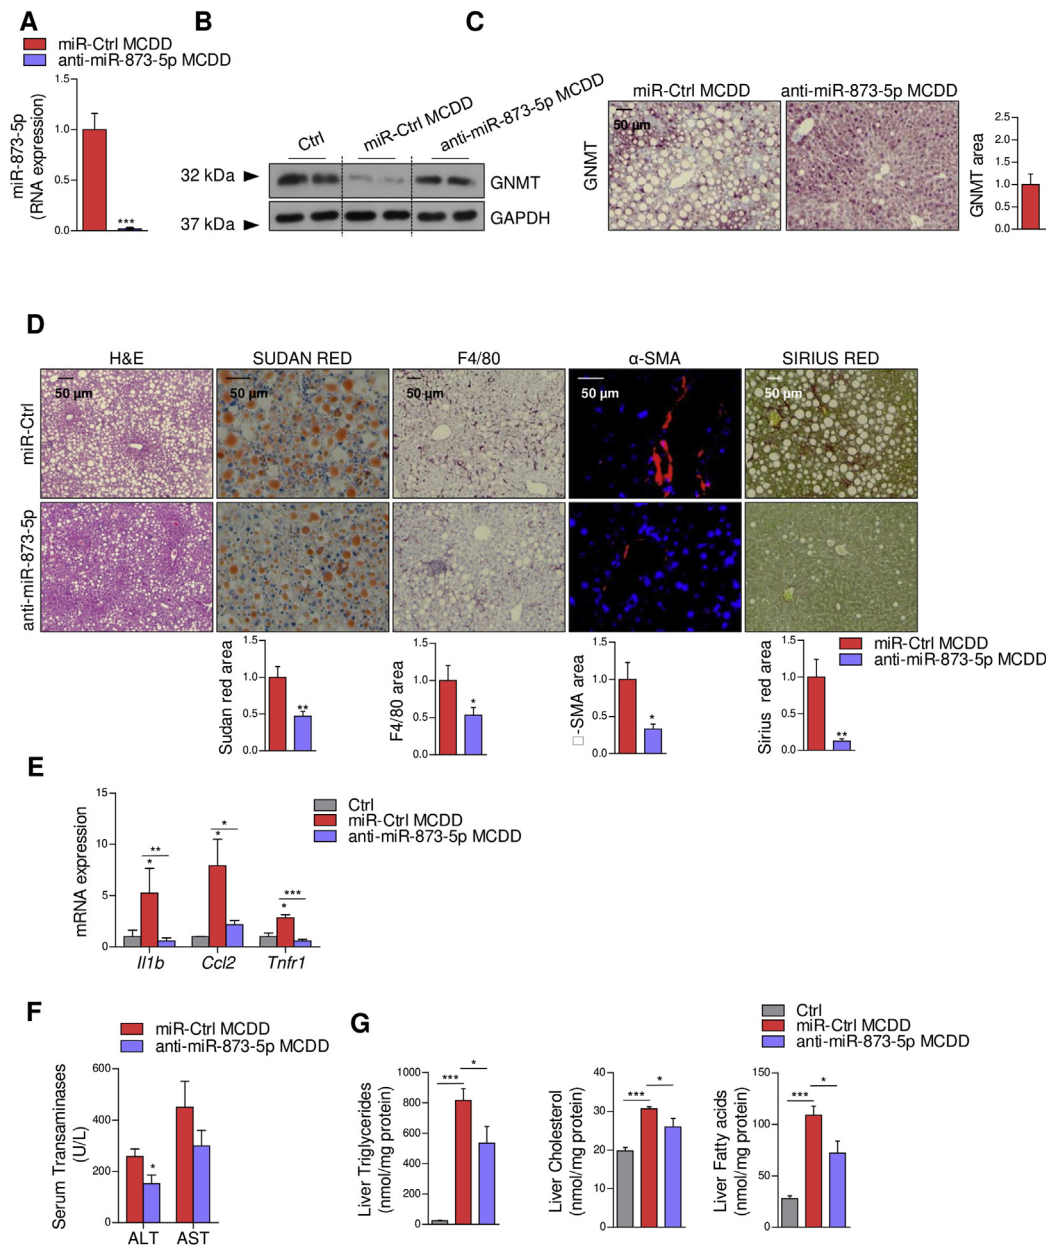 A
miR-Ctrl MCDD
anti-miR-873-5p MCDD
miR-873-5p
(RNA expression)
1.5
1.0
0.5
0.0
***
B
Ctrl
miR-Ctrl MCDD
anti-miR-873-5p MCDD
32 kDa
GNMT
37 kDa
GAPDH
C
miR-Ctrl MCDD
anti-miR-873-5p MCDD
50 µm
GNMT
GNMT area
2.5
2.0
1.5
1.0
0.5
0.0
D
H&E
SUDAN RED
F4/80
α-SMA
SIRIUS RED
miR-Ctrl
50 µm
50 µm
50 µm
50 µm
50 µm
anti-miR-873-5p
Sudan red area
1.5
1.0
0.5
0.0
**
F4/80 area
1.5
1.0
0.5
0.0
*
□-SMA area
1.5
1.0
0.5
0.0
*
Sirius red area
1.5
1.0
0.5
0.0
**
miR-Ctrl MCDD
anti-miR-873-5p MCDD
E
mRNA expression
15
10
5
0
Ctrl
miR-Ctrl MCDD
anti-miR-873-5p MCDD
**
*
*
*
***
*
Il1b
Ccl2
Tnfr1
F
miR-Ctrl MCDD
anti-miR-873-5p MCDD
Serum Transaminases
(U/L)
600
400
200
0
*
ALT
AST
G
Ctrl
miR-Ctrl MCDD
anti-miR-873-5p MCDD
Liver Triglycerides
(nmol/mg protein)
1000
800
600
400
200
0
***
*
Liver Cholesterol
(nmol/mg protein)
40
30
20
10
0
***
*
Liver Fatty acids
(nmol/mg protein)
150
100
50
0
***
*